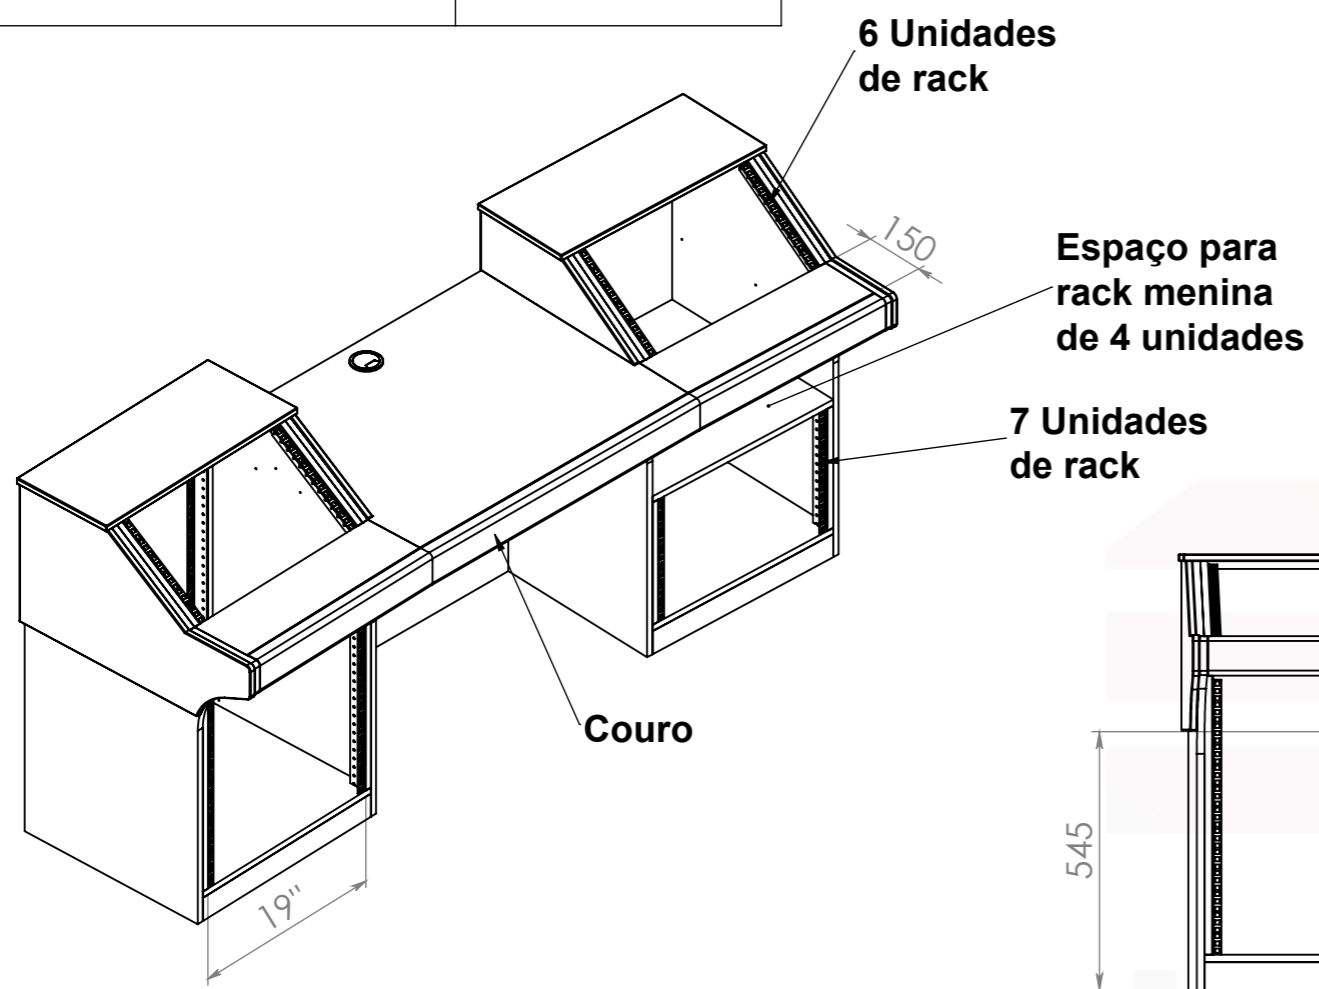 6 Unidades
de rack
150
Espaço para
rack menina
de 4 unidades
7 Unidades
de rack
Couro
545
19"